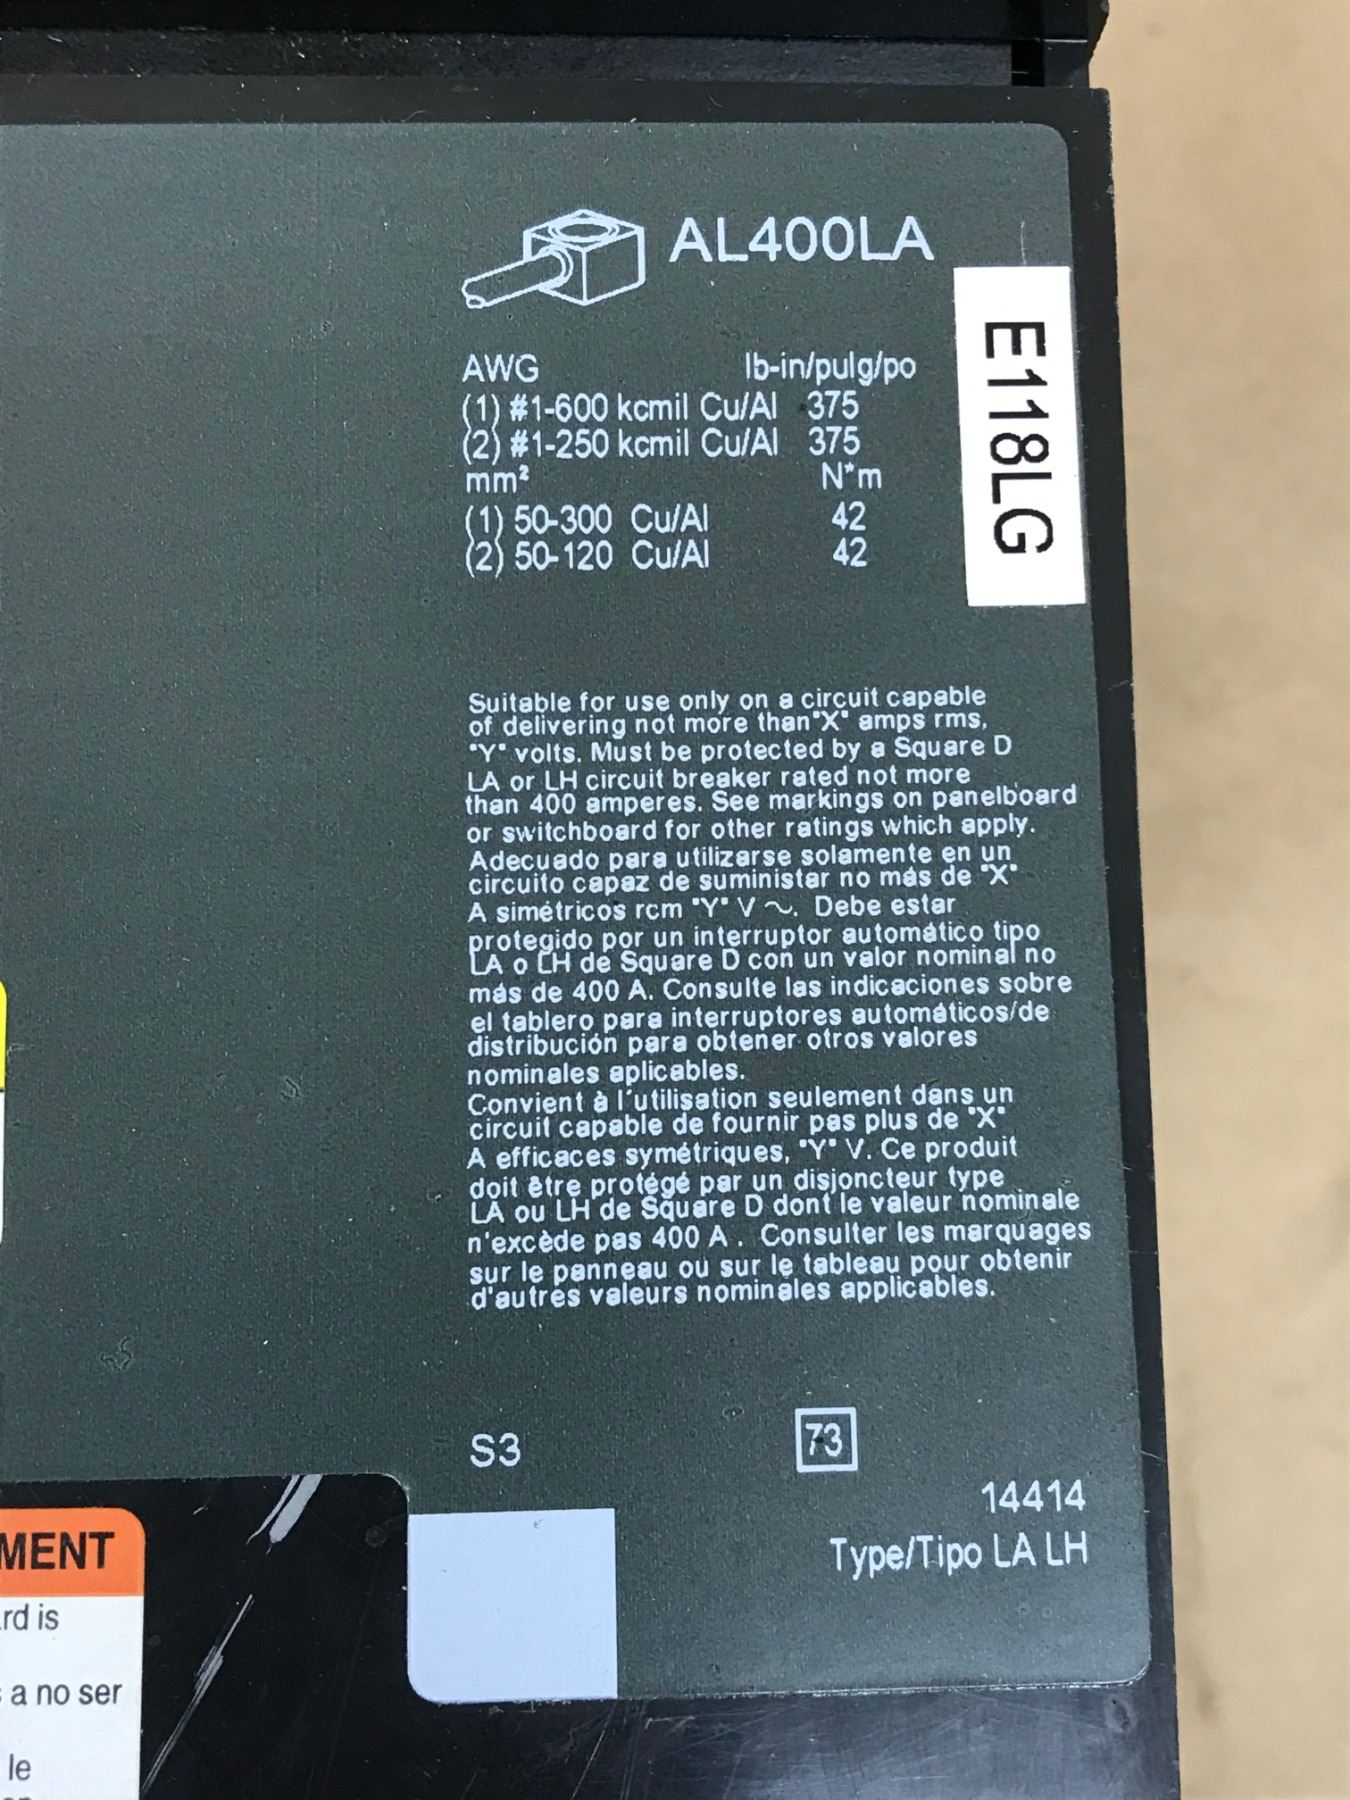 AL400LA
E118LG
AWG lb-in/pulg/po
(1) #1-600 kcmil Cu/Al 375
(2) #1-250 kcmil Cu/Al 375
mm² N*m
(1) 50-300 Cu/Al 42
(2) 50-120 Cu/Al 42
Suitable for use only on a circuit capable
of delivering not more than "X" amps rms,
"Y" volts. Must be protected by a Square D
LA or LH circuit breaker rated not more
than 400 amperes. See markings on panelboard
or switchboard for other ratings which apply.
Adecuado para utilizarse solamente en un
circuito capaz de suministar no más de "X"
A simétricos rcm "Y" V ~. Debe estar
protegido por un interruptor automático tipo
LA o LH de Square D con un valor nominal no
más de 400 A. Consulte las indicaciones sobre
el tablero para interruptores automáticos/de
distribución para obtener otros valores
nominales aplicables.
Convient à l'utilisation seulement dans un
circuit capable de fournir pas plus de "X"
A efficaces symétriques, "Y" V. Ce produit
doit être protégé par un disjoncteur type
LA ou LH de Square D dont le valeur nominale
n'excède pas 400 A . Consulter les marquages
sur le panneau ou sur le tableau pour obtenir
d'autres valeurs nominales applicables.
S3 73
14414
Type/Tipo LA LH
MENT
rd is
a no ser
le